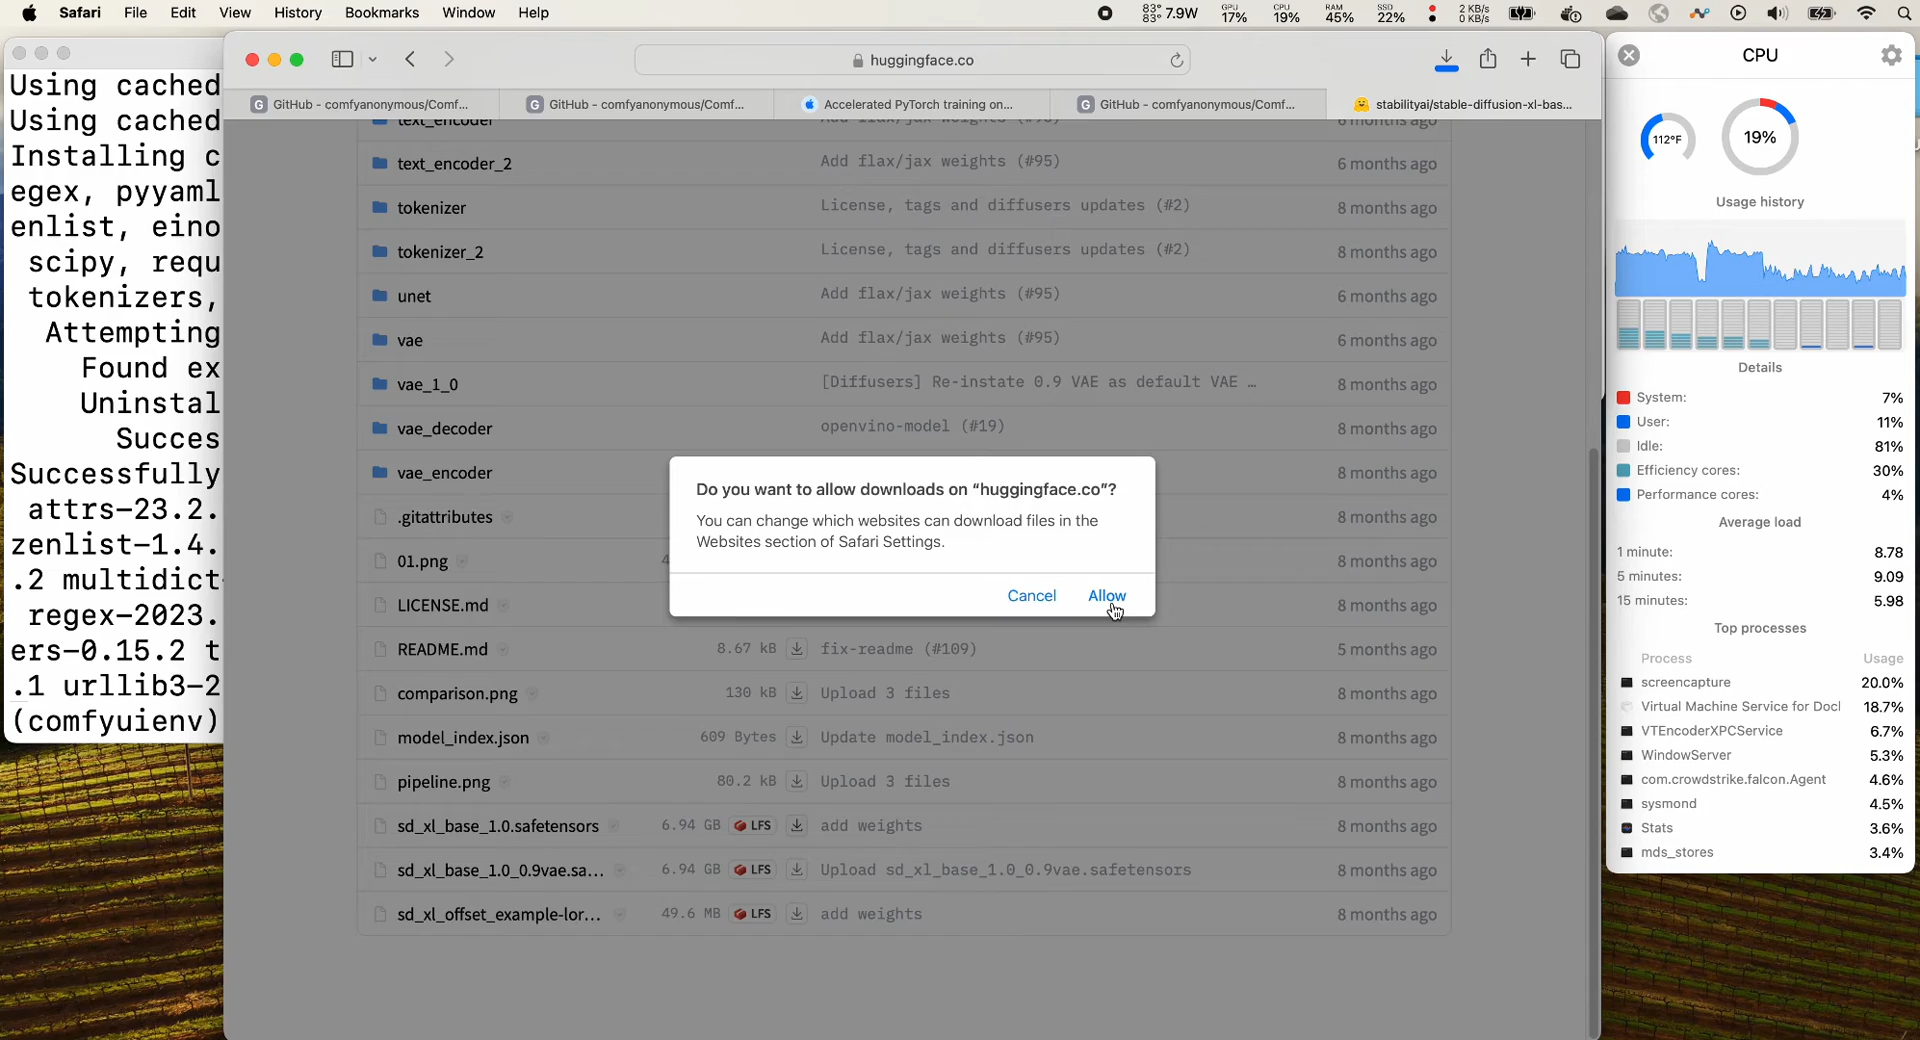 Safari File Edit View History Bookmarks Window Help
83° 7.9W
83°
GPU
17%
CPU
19%
RAM
45%
SSD
22%
2 KB/s
0 KB/s
Using cached
Using cached
Installing c
egex, pyyaml
enlist, eino
scipy, requ
tokenizers,
Attempting
Found ex
Uninstal
Succes
Successfully
attrs-23.2.
zenlist-1.4.
.2 multidict
regex-2023.
ers-0.15.2 t
.1 urllib3-2
(comfyuienv)
huggingface.co
GitHub - comfyanonymous/Comf...
GitHub - comfyanonymous/Comf...
Accelerated PyTorch training on...
GitHub - comfyanonymous/Comf...
stabilityai/stable-diffusion-xl-bas...
text_encoder Add flax/jax weights (#95) 6 months ago
text_encoder_2 Add flax/jax weights (#95) 6 months ago
tokenizer License, tags and diffusers updates (#2) 8 months ago
tokenizer_2 License, tags and diffusers updates (#2) 8 months ago
unet Add flax/jax weights (#95) 6 months ago
vae Add flax/jax weights (#95) 6 months ago
vae_1_0 [Diffusers] Re-instate 0.9 VAE as default VAE … 8 months ago
vae_decoder openvino-model (#19) 8 months ago
vae_encoder 8 months ago
.gitattributes 8 months ago
01.png 4 8 months ago
LICENSE.md 8 months ago
README.md 8.67 kB fix-readme (#109) 5 months ago
comparison.png 130 kB Upload 3 files 8 months ago
model_index.json 609 Bytes Update model_index.json 8 months ago
pipeline.png 80.2 kB Upload 3 files 8 months ago
sd_xl_base_1.0.safetensors 6.94 GB LFS add weights 8 months ago
sd_xl_base_1.0_0.9vae.sa... 6.94 GB LFS Upload sd_xl_base_1.0_0.9vae.safetensors 8 months ago
sd_xl_offset_example-lor... 49.6 MB LFS add weights 8 months ago
Do you want to allow downloads on “huggingface.co”?
You can change which websites can download files in the
Websites section of Safari Settings.
Cancel Allow
CPU
112°F
19%
Usage history
Details
System: 7%
User: 11%
Idle: 81%
Efficiency cores: 30%
Performance cores: 4%
Average load
1 minute: 8.78
5 minutes: 9.09
15 minutes: 5.98
Top processes
Process Usage
screencapture 20.0%
Virtual Machine Service for Docl 18.7%
VTEncoderXPCService 6.7%
WindowServer 5.3%
com.crowdstrike.falcon.Agent 4.6%
sysmond 4.5%
Stats 3.6%
mds_stores 3.4%